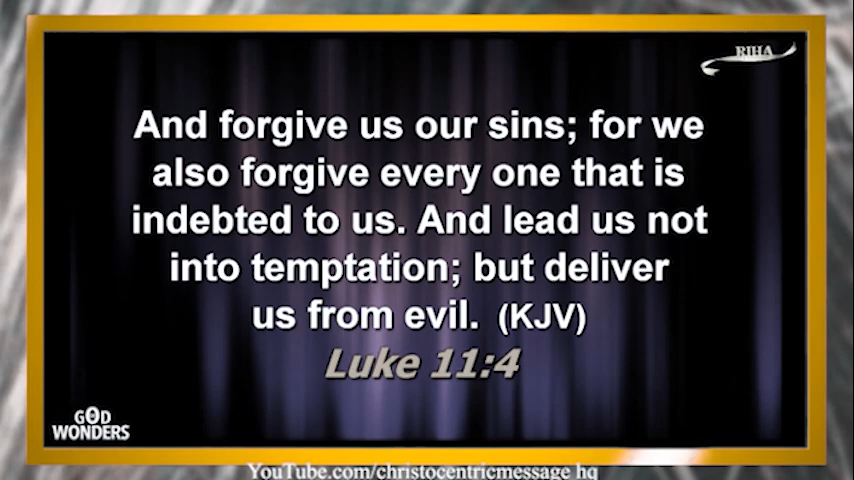 RIHA
And forgive us our sins; for we
also forgive every one that is
indebted to us. And lead us not
into temptation; but deliver
us from evil. (KJV)
Luke 11:4
GOD
WONDERS
YouTube.com/christocentricmessage hq